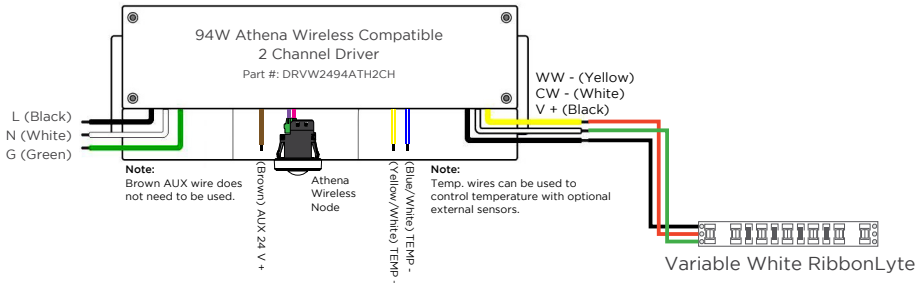 94W Athena Wireless Compatible
2 Channel Driver
Part #: DRVW2494ATH2CH
WW - (Yellow)
CW - (White)
V + (Black)
L (Black)
N (White)
G (Green)
Note:
Brown AUX wire does
not need to be used.
(Brown) AUX 24 V +
Athena
Wireless
Node
(Yellow/White) TEMP -
(Blue/White) TEMP -
Note:
Temp. wires can be used to
control temperature with optional
external sensors.
Variable White RibbonLyte